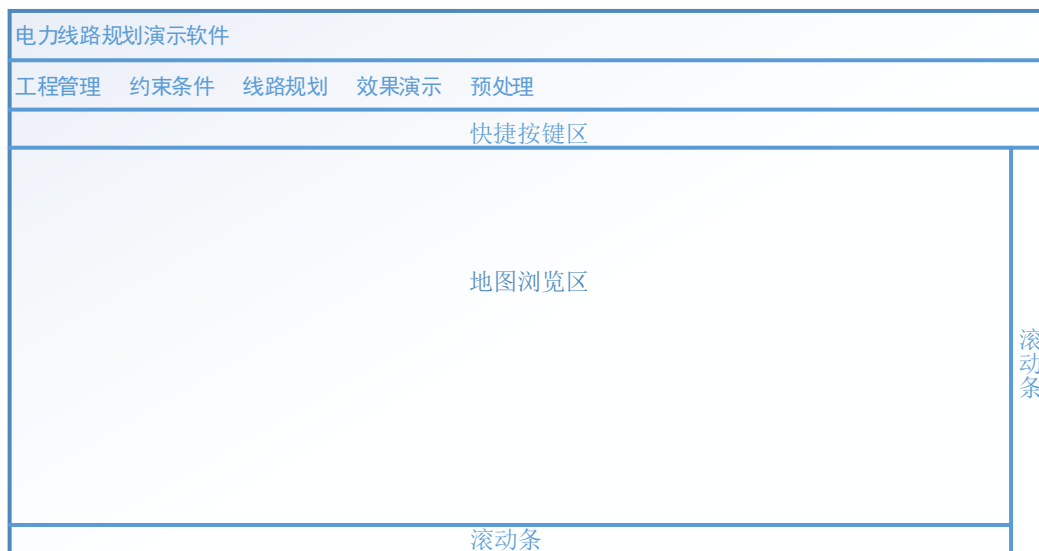 电力线路规划演示软件
工程管理 约束条件 线路规划 效果演示 预处理
快捷按键区
地图浏览区
滚动条
滚动条